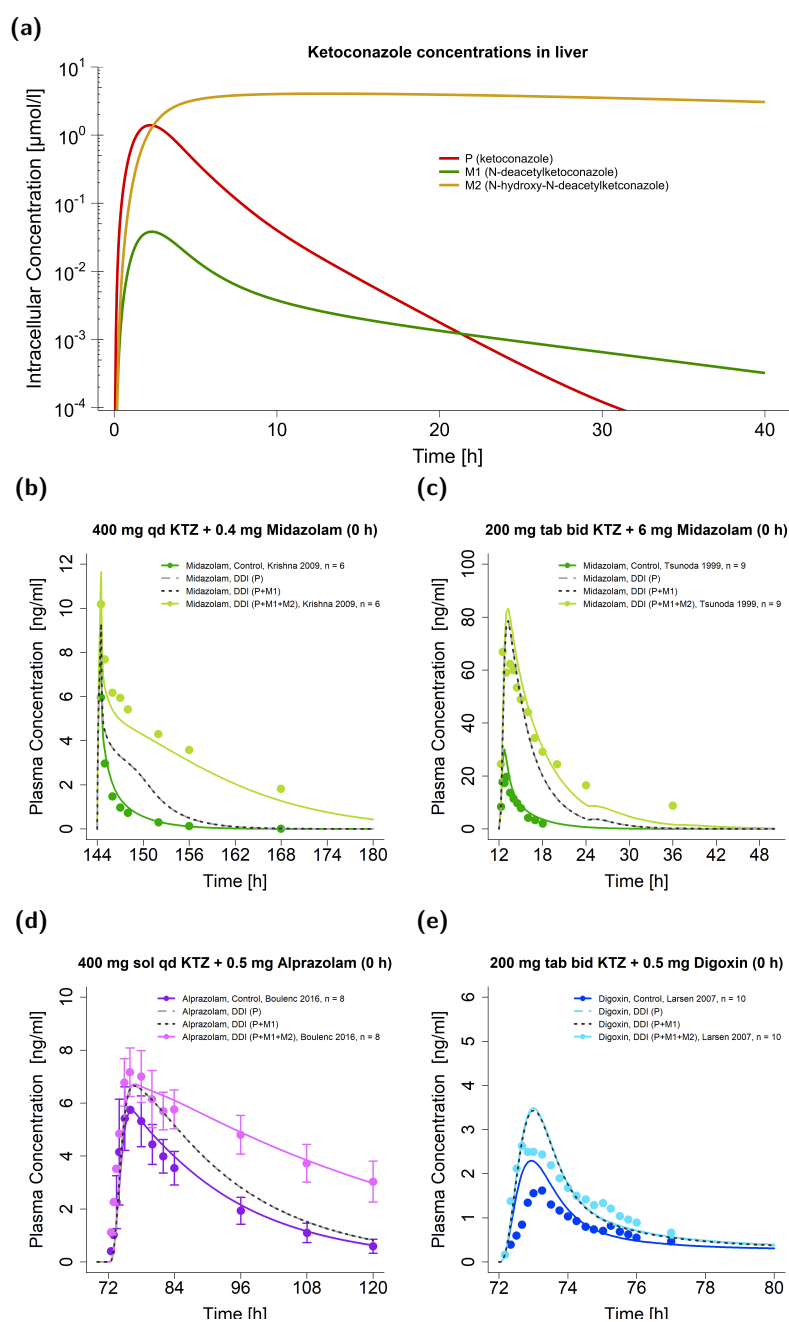 (a)
Ketoconazole concentrations in liver
Intracellular Concentration [µmol/l]
10^1
10^0
10^-1
10^-2
10^-3
10^-4
P (ketoconazole)
M1 (N-deacetylketoconazole)
M2 (N-hydroxy-N-deacetylketconazole)
0 10 20 30 40
Time [h]
(b)
400 mg qd KTZ + 0.4 mg Midazolam (0 h)
Plasma Concentration [ng/ml]
12
10
8
6
4
2
0
Midazolam, Control, Krishna 2009, n = 6
Midazolam, DDI (P)
Midazolam, DDI (P+M1)
Midazolam, DDI (P+M1+M2), Krishna 2009, n = 6
144 150 156 162 168 174 180
Time [h]
(c)
200 mg tab bid KTZ + 6 mg Midazolam (0 h)
Plasma Concentration [ng/ml]
100
80
60
40
20
0
Midazolam, Control, Tsunoda 1999, n = 9
Midazolam, DDI (P)
Midazolam, DDI (P+M1)
Midazolam, DDI (P+M1+M2), Tsunoda 1999, n = 9
12 18 24 30 36 42 48
Time [h]
(d)
400 mg sol qd KTZ + 0.5 mg Alprazolam (0 h)
Plasma Concentration [ng/ml]
10
8
6
4
2
0
Alprazolam, Control, Boulenc 2016, n = 8
Alprazolam, DDI (P)
Alprazolam, DDI (P+M1)
Alprazolam, DDI (P+M1+M2), Boulenc 2016, n = 8
72 84 96 108 120
Time [h]
(e)
200 mg tab bid KTZ + 0.5 mg Digoxin (0 h)
Plasma Concentration [ng/ml]
6
5
4
3
2
1
0
Digoxin, Control, Larsen 2007, n = 10
Digoxin, DDI (P)
Digoxin, DDI (P+M1)
Digoxin, DDI (P+M1+M2), Larsen 2007, n = 10
72 74 76 78 80
Time [h]